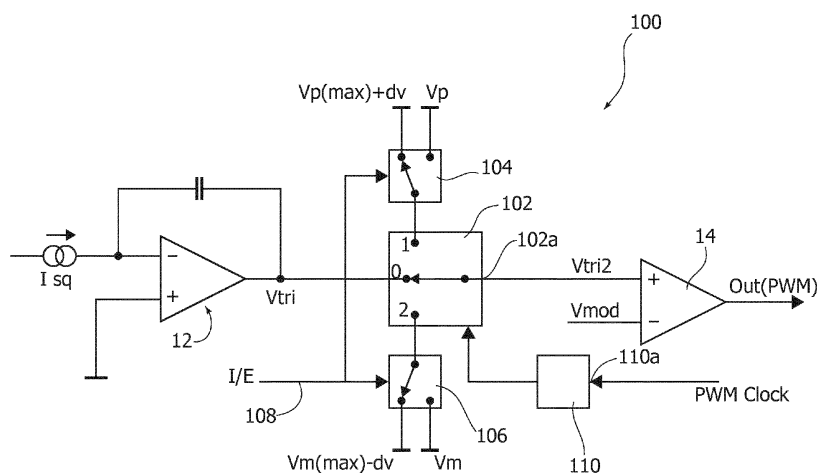 100
Vp(max)+dv
Vp
104
102
102a
1
0
2
I sq
−
+
12
Vtri
Vtri2
14
+
−
Vmod
Out(PWM)
I/E
108
106
110a
PWM Clock
110
Vm(max)-dv
Vm